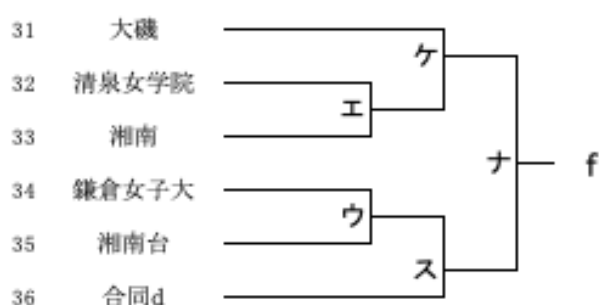 31 大磯
ケ
32 清泉女学院
エ
33 湘南
ナ f
34 鎌倉女子大
ウ
35 湘南台
ス
36 合同d